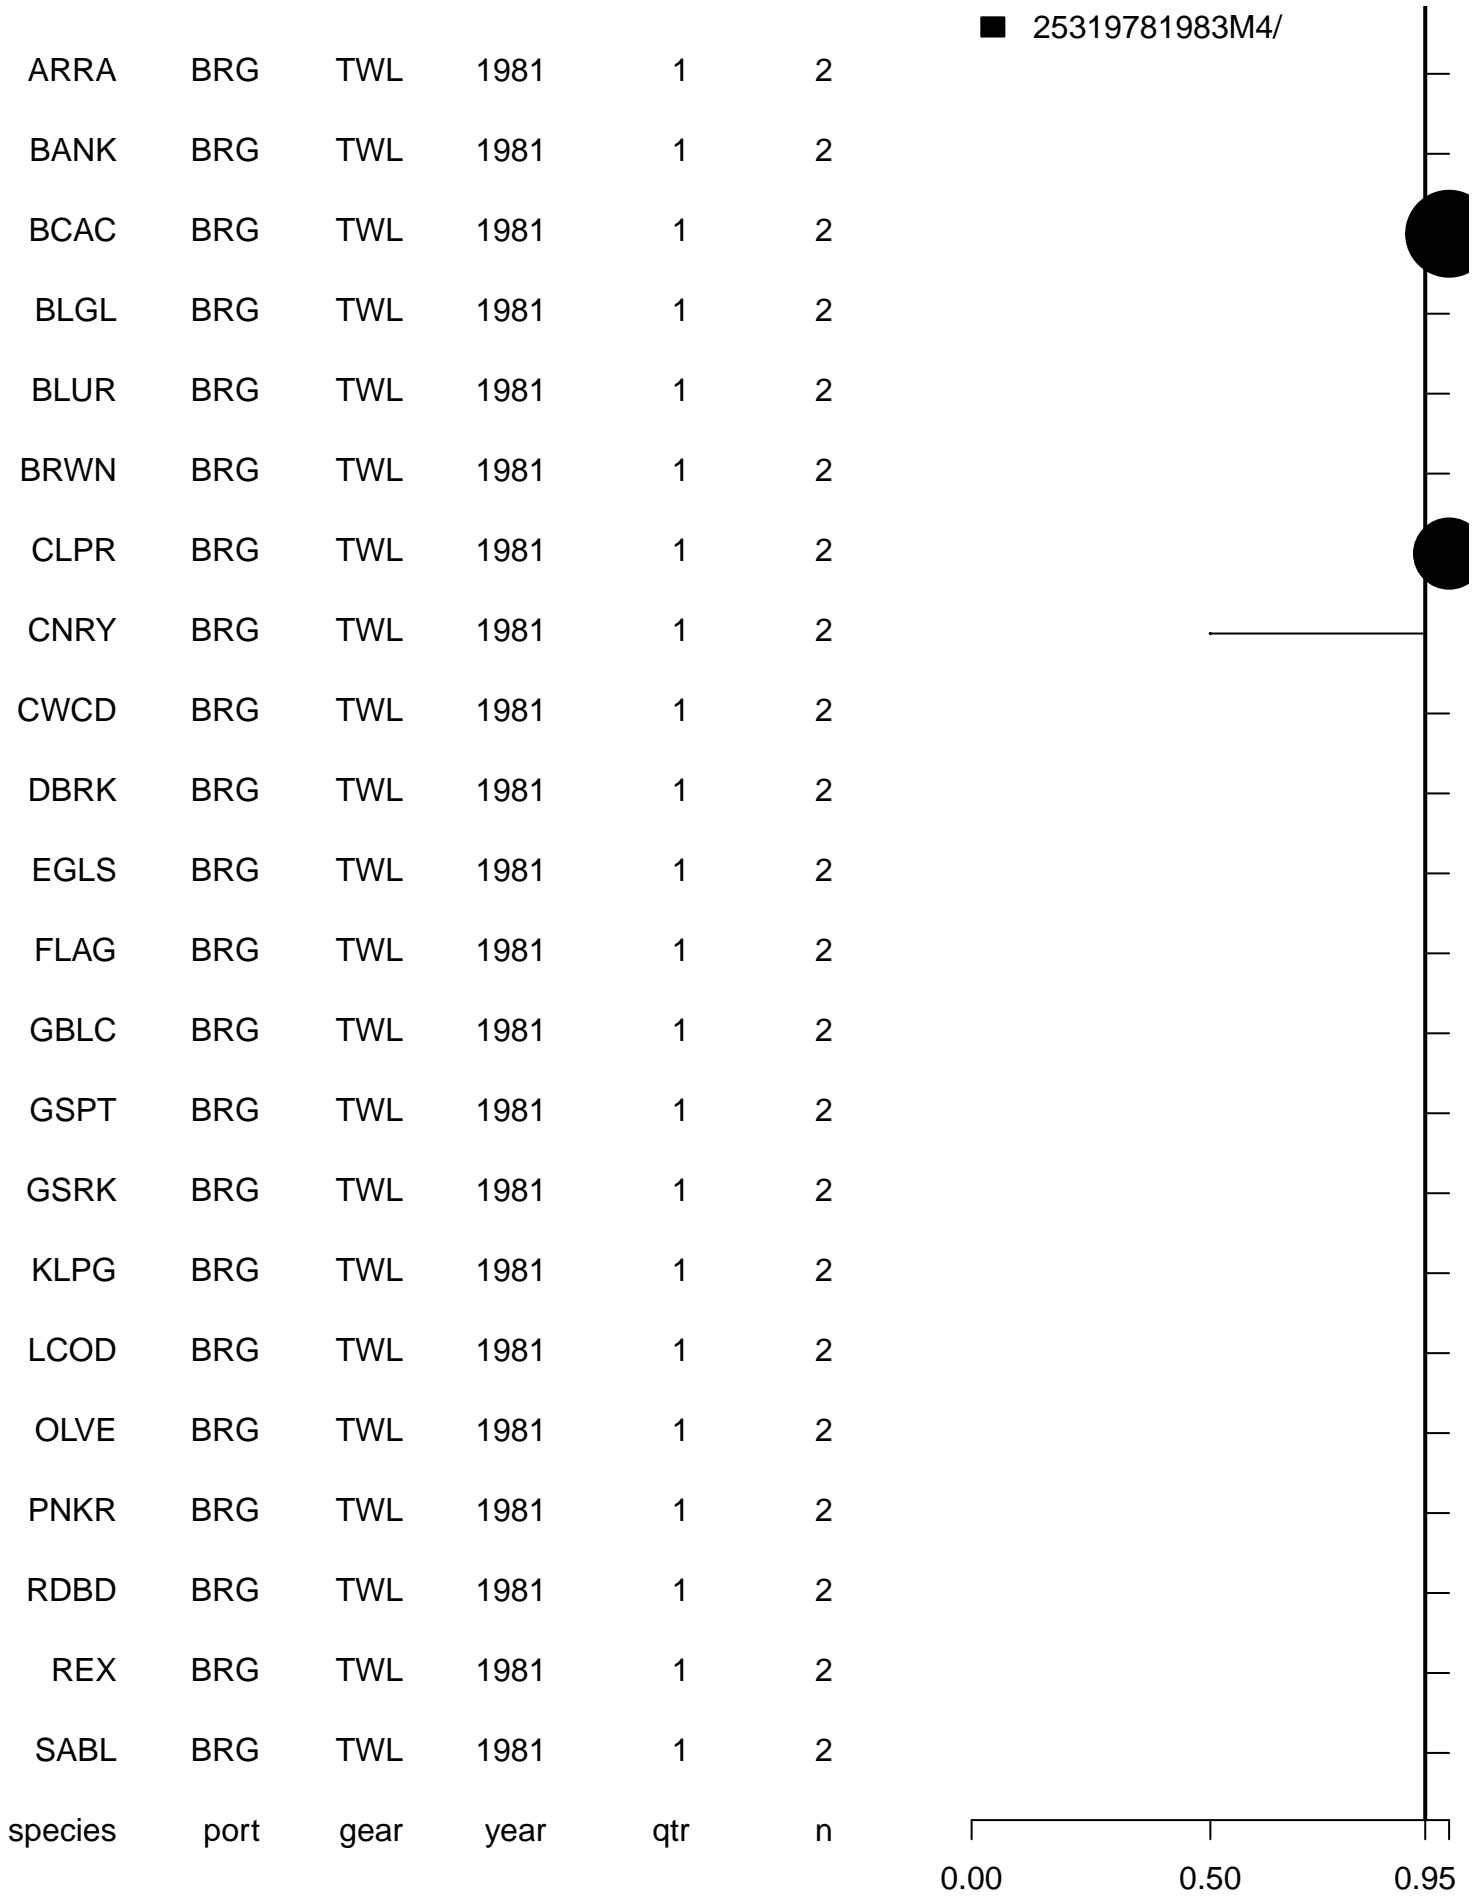 25319781983M4/
ARRA BRG TWL 1981 1 2
BANK BRG TWL 1981 1 2
BCAC BRG TWL 1981 1 2
BLGL BRG TWL 1981 1 2
BLUR BRG TWL 1981 1 2
BRWN BRG TWL 1981 1 2
CLPR BRG TWL 1981 1 2
CNRY BRG TWL 1981 1 2
CWCD BRG TWL 1981 1 2
DBRK BRG TWL 1981 1 2
EGLS BRG TWL 1981 1 2
FLAG BRG TWL 1981 1 2
GBLC BRG TWL 1981 1 2
GSPT BRG TWL 1981 1 2
GSRK BRG TWL 1981 1 2
KLPG BRG TWL 1981 1 2
LCOD BRG TWL 1981 1 2
OLVE BRG TWL 1981 1 2
PNKR BRG TWL 1981 1 2
RDBD BRG TWL 1981 1 2
REX BRG TWL 1981 1 2
SABL BRG TWL 1981 1 2
species port gear year qtr n
0.00 0.50 0.95